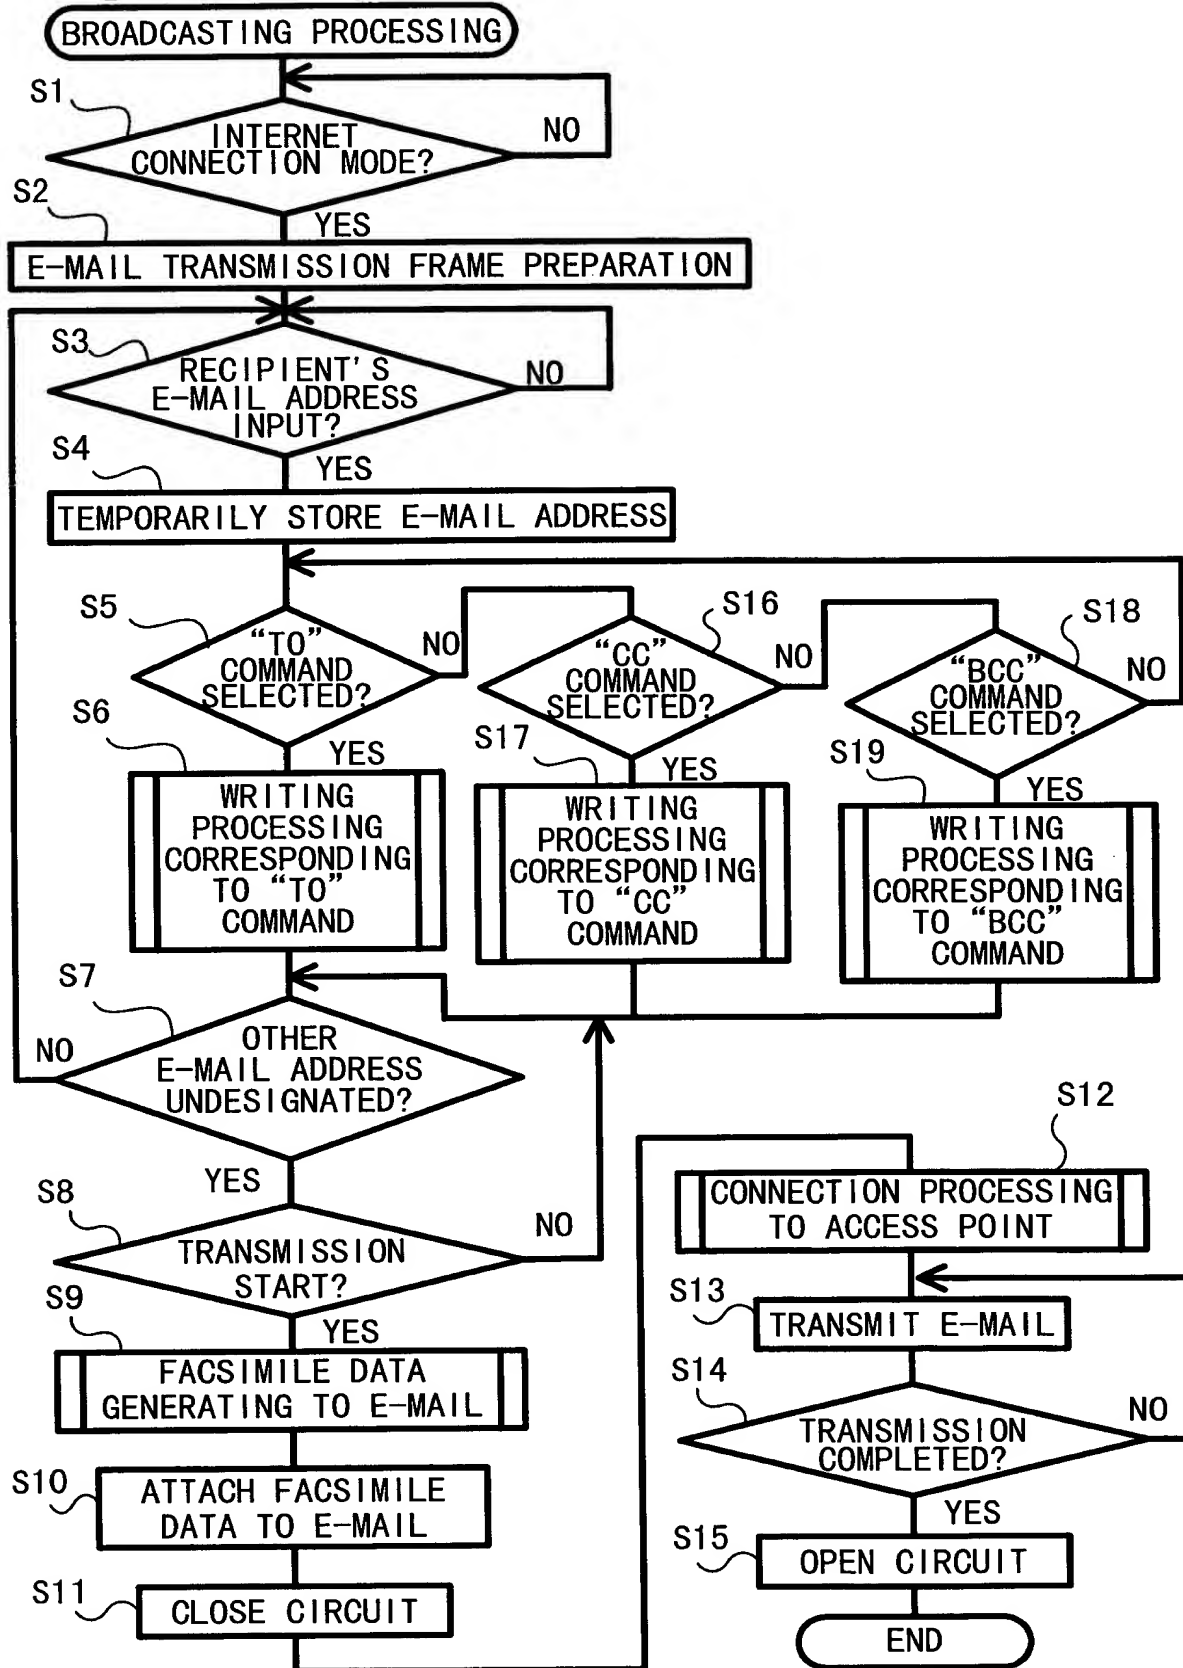 BROADCASTING PROCESSING
S1
INTERNET
CONNECTION MODE?
NO
YES
S2
E-MAIL TRANSMISSION FRAME PREPARATION
S3
RECIPIENT'S
E-MAIL ADDRESS
INPUT?
NO
YES
S4
TEMPORARILY STORE E-MAIL ADDRESS
S5
“TO”
COMMAND
SELECTED?
NO
YES
S16
“CC”
COMMAND
SELECTED?
NO
YES
S18
“BCC”
COMMAND
SELECTED?
NO
YES
S6
WRITING
PROCESSING
CORRESPONDING
TO “TO”
COMMAND
S17
WRITING
PROCESSING
CORRESPONDING
TO “CC”
COMMAND
S19
WRITING
PROCESSING
CORRESPONDING
TO “BCC”
COMMAND
S7
OTHER
E-MAIL ADDRESS
UNDESIGNATED?
NO
YES
S8
TRANSMISSION
START?
NO
YES
S9
FACSIMILE DATA
GENERATING TO E-MAIL
S10
ATTACH FACSIMILE
DATA TO E-MAIL
S11
CLOSE CIRCUIT
S12
CONNECTION PROCESSING
TO ACCESS POINT
S13
TRANSMIT E-MAIL
S14
TRANSMISSION
COMPLETED?
NO
YES
S15
OPEN CIRCUIT
END